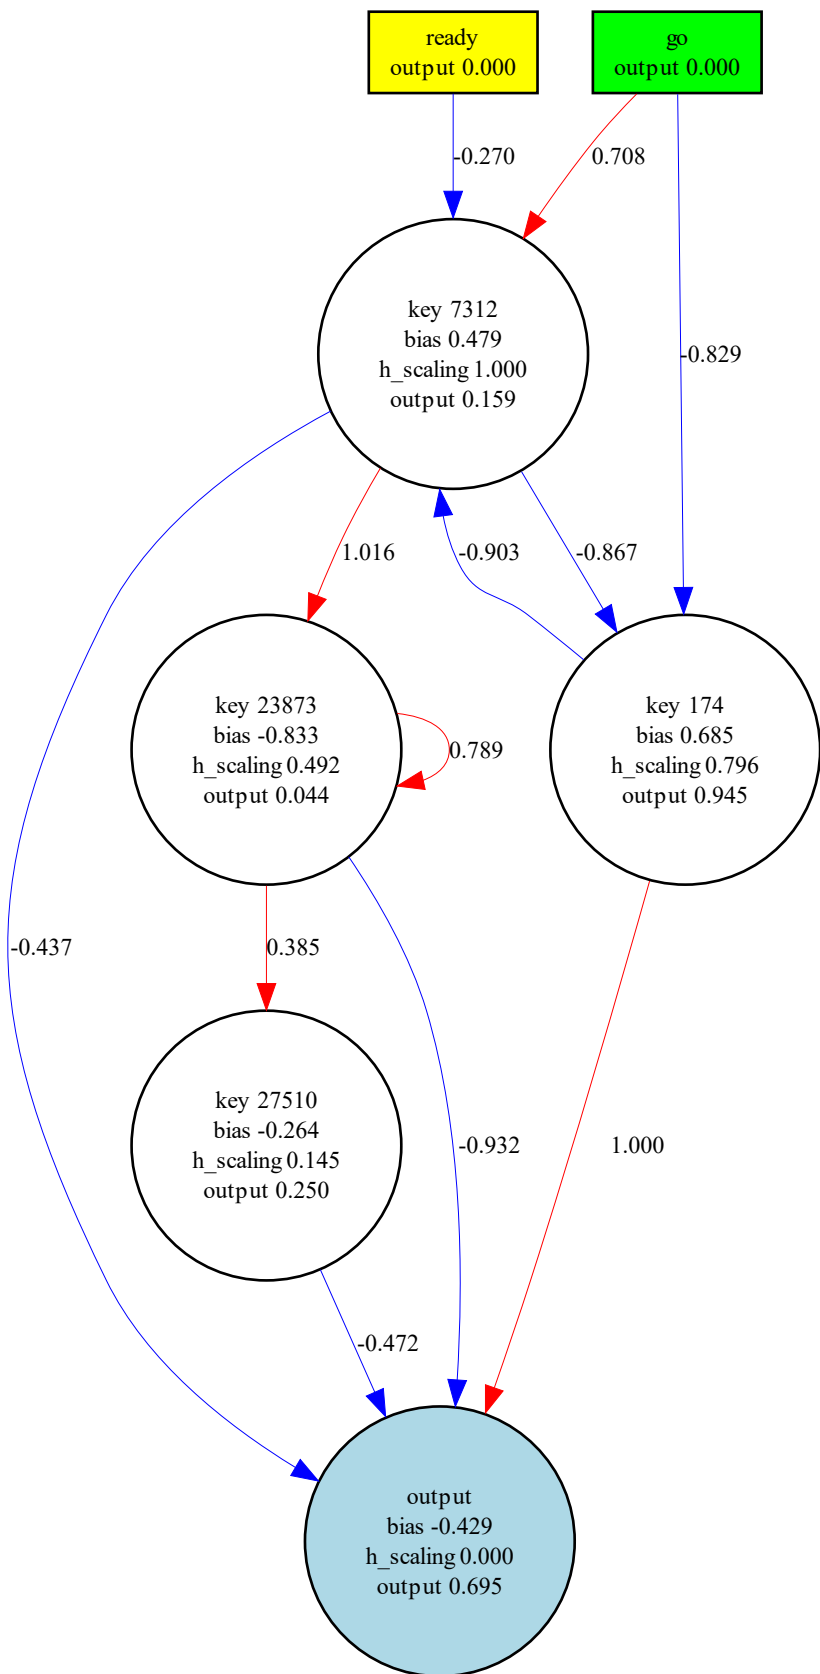 ready
output 0.000
go
output 0.000
-0.270
0.708
key 7312
bias 0.479
h_scaling 1.000
output 0.159
-0.829
1.016
-0.903
-0.867
key 23873
bias -0.833
h_scaling 0.492
output 0.044
0.789
key 174
bias 0.685
h_scaling 0.796
output 0.945
-0.437
0.385
key 27510
bias -0.264
h_scaling 0.145
output 0.250
-0.932
1.000
-0.472
output
bias -0.429
h_scaling 0.000
output 0.695